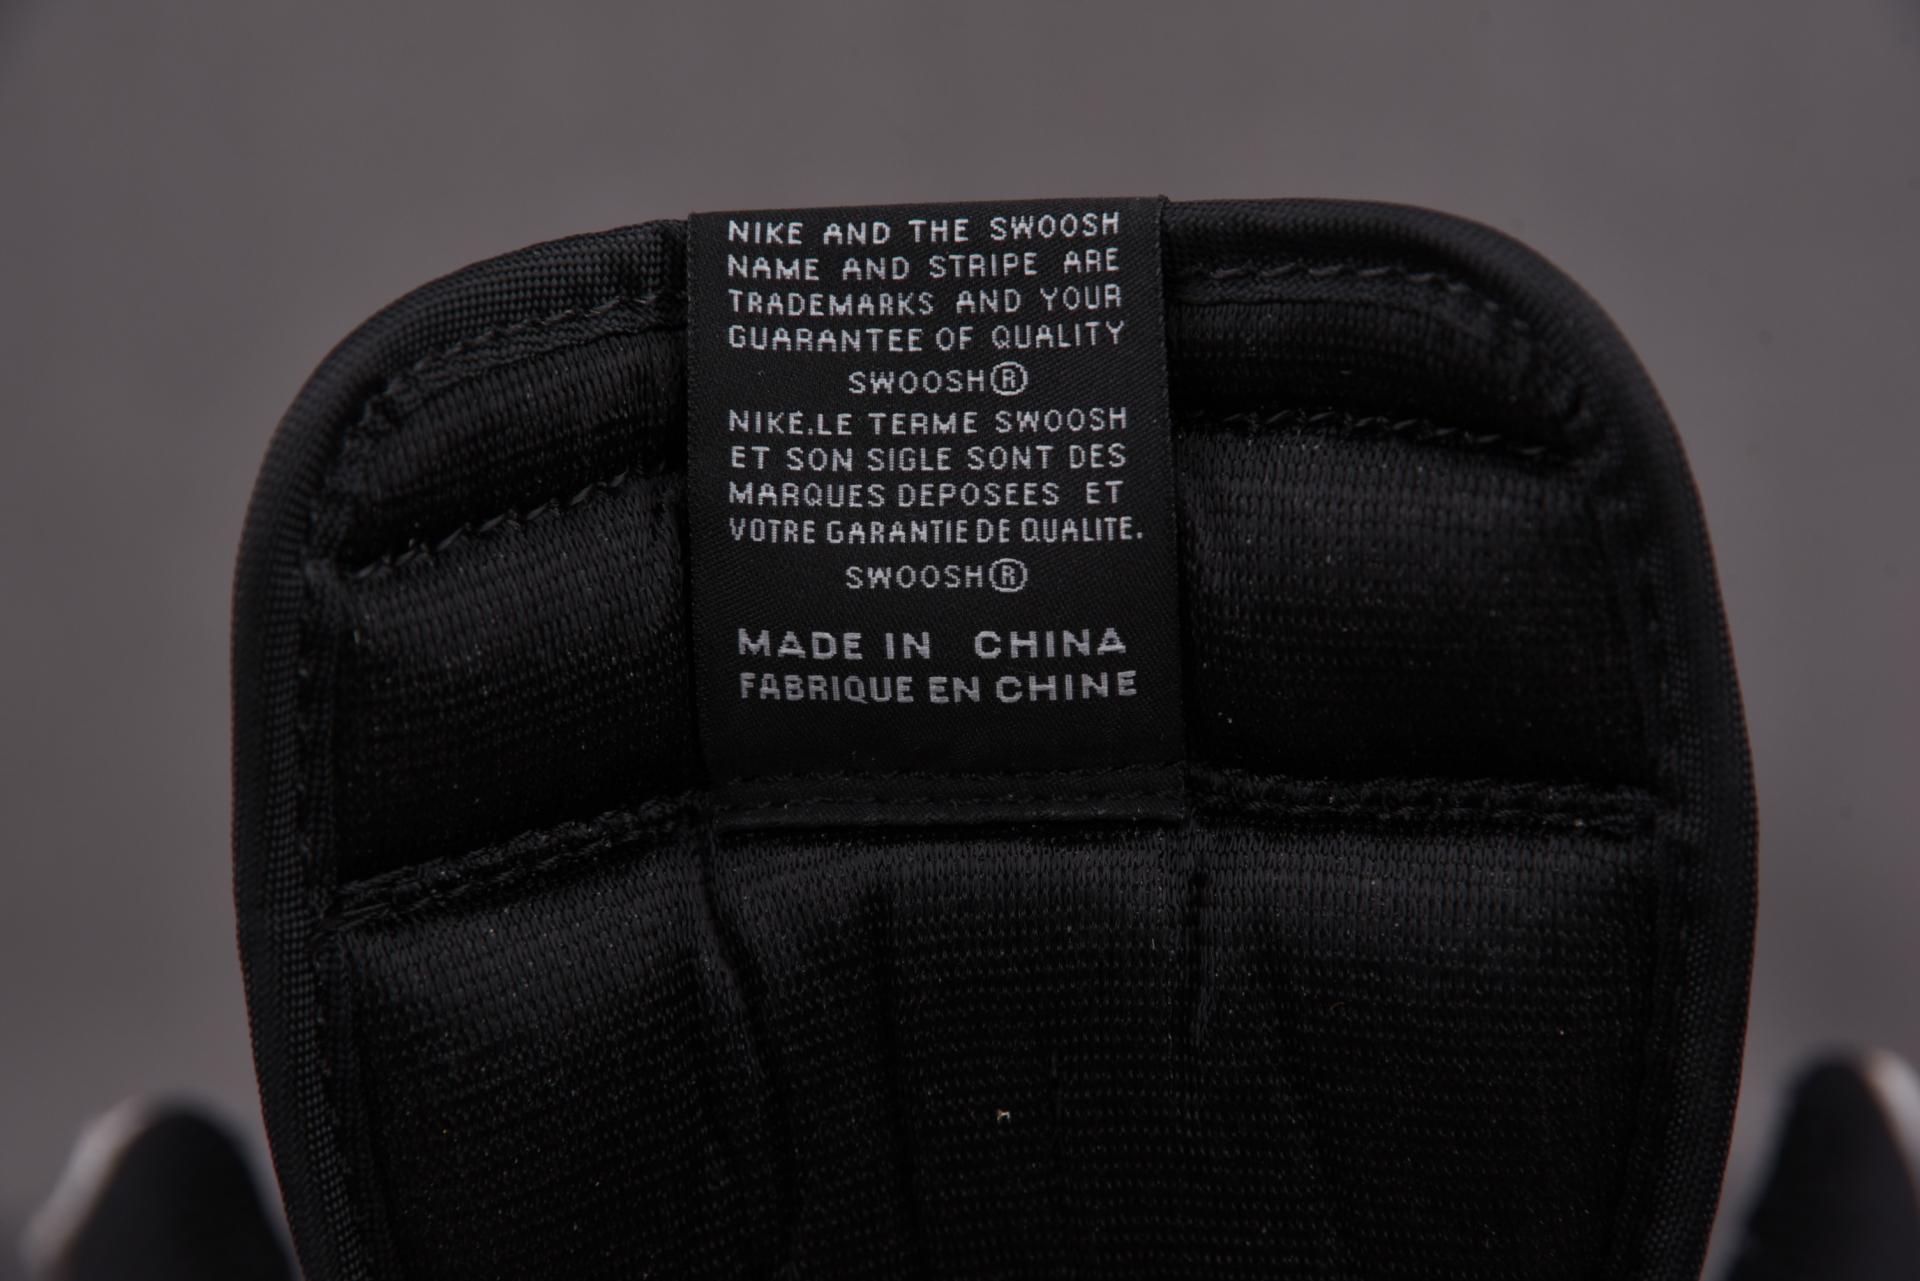 NIKE AND THE SWOOSH
NAME AND STRIPE ARE
TRADEMARKS AND YOUR
GUARANTEE OF QUALITY
SWOOSH®
NIKE.LE TERME SWOOSH
ET SON SIGLE SONT DES
MARQUES DEPOSEES ET
VOTRE GARANTIE DE QUALITE.
SWOOSH®
MADE IN CHINA
FABRIQUE EN CHINE